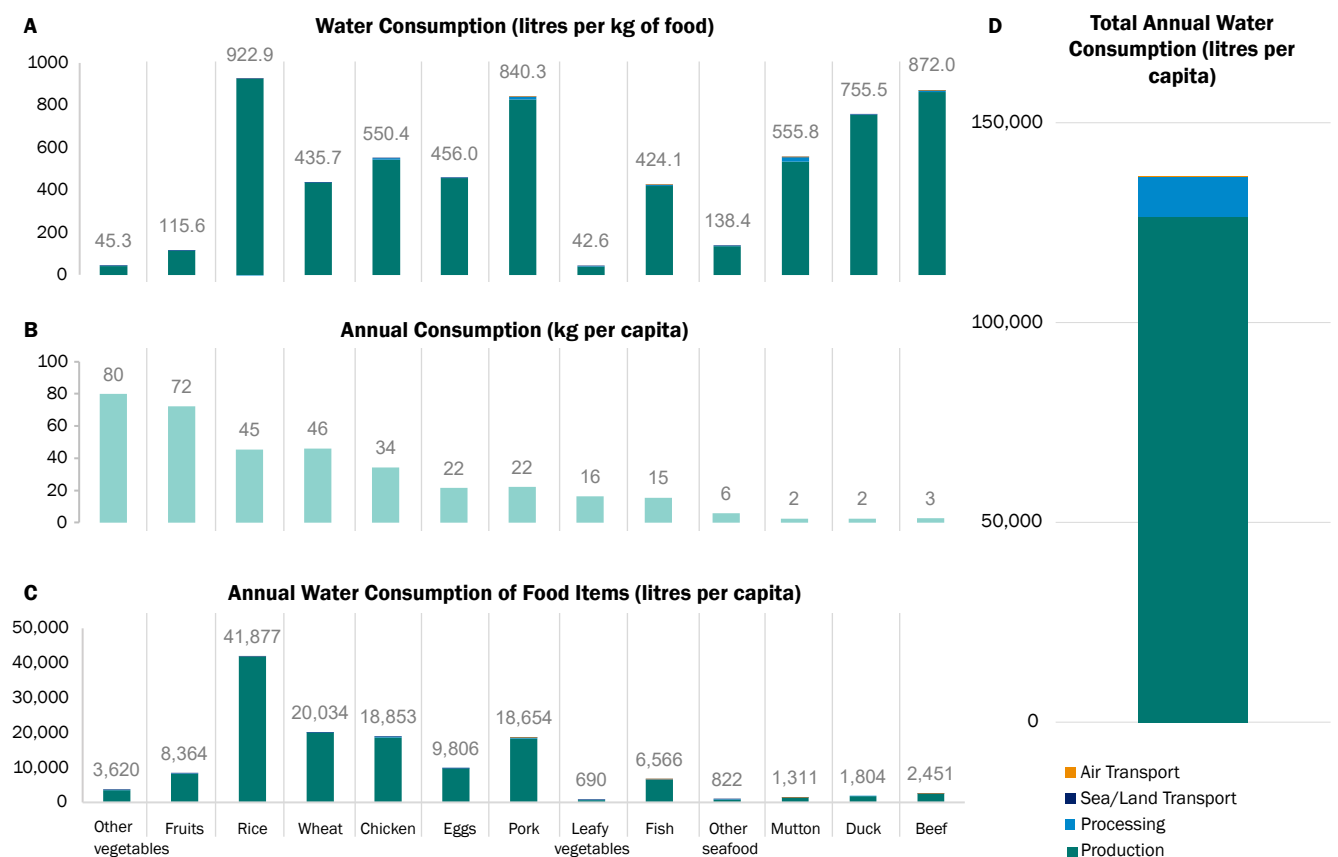 A
Water Consumption (litres per kg of food)
1000
800
600
400
200
0
45.3
115.6
922.9
435.7
550.4
456.0
840.3
42.6
424.1
138.4
555.8
755.5
872.0
B
Annual Consumption (kg per capita)
100
80
60
40
20
0
80
72
45
46
34
22
22
16
15
6
2
2
3
C
Annual Water Consumption of Food Items (litres per capita)
50,000
40,000
30,000
20,000
10,000
0
3,620
8,364
41,877
20,034
18,853
9,806
18,654
690
6,566
822
1,311
1,804
2,451
Other
vegetables
Fruits
Rice
Wheat
Chicken
Eggs
Pork
Leafy
vegetables
Fish
Other
seafood
Mutton
Duck
Beef
D
Total Annual Water
Consumption (litres per
capita)
150,000
100,000
50,000
0
Air Transport
Sea/Land Transport
Processing
Production